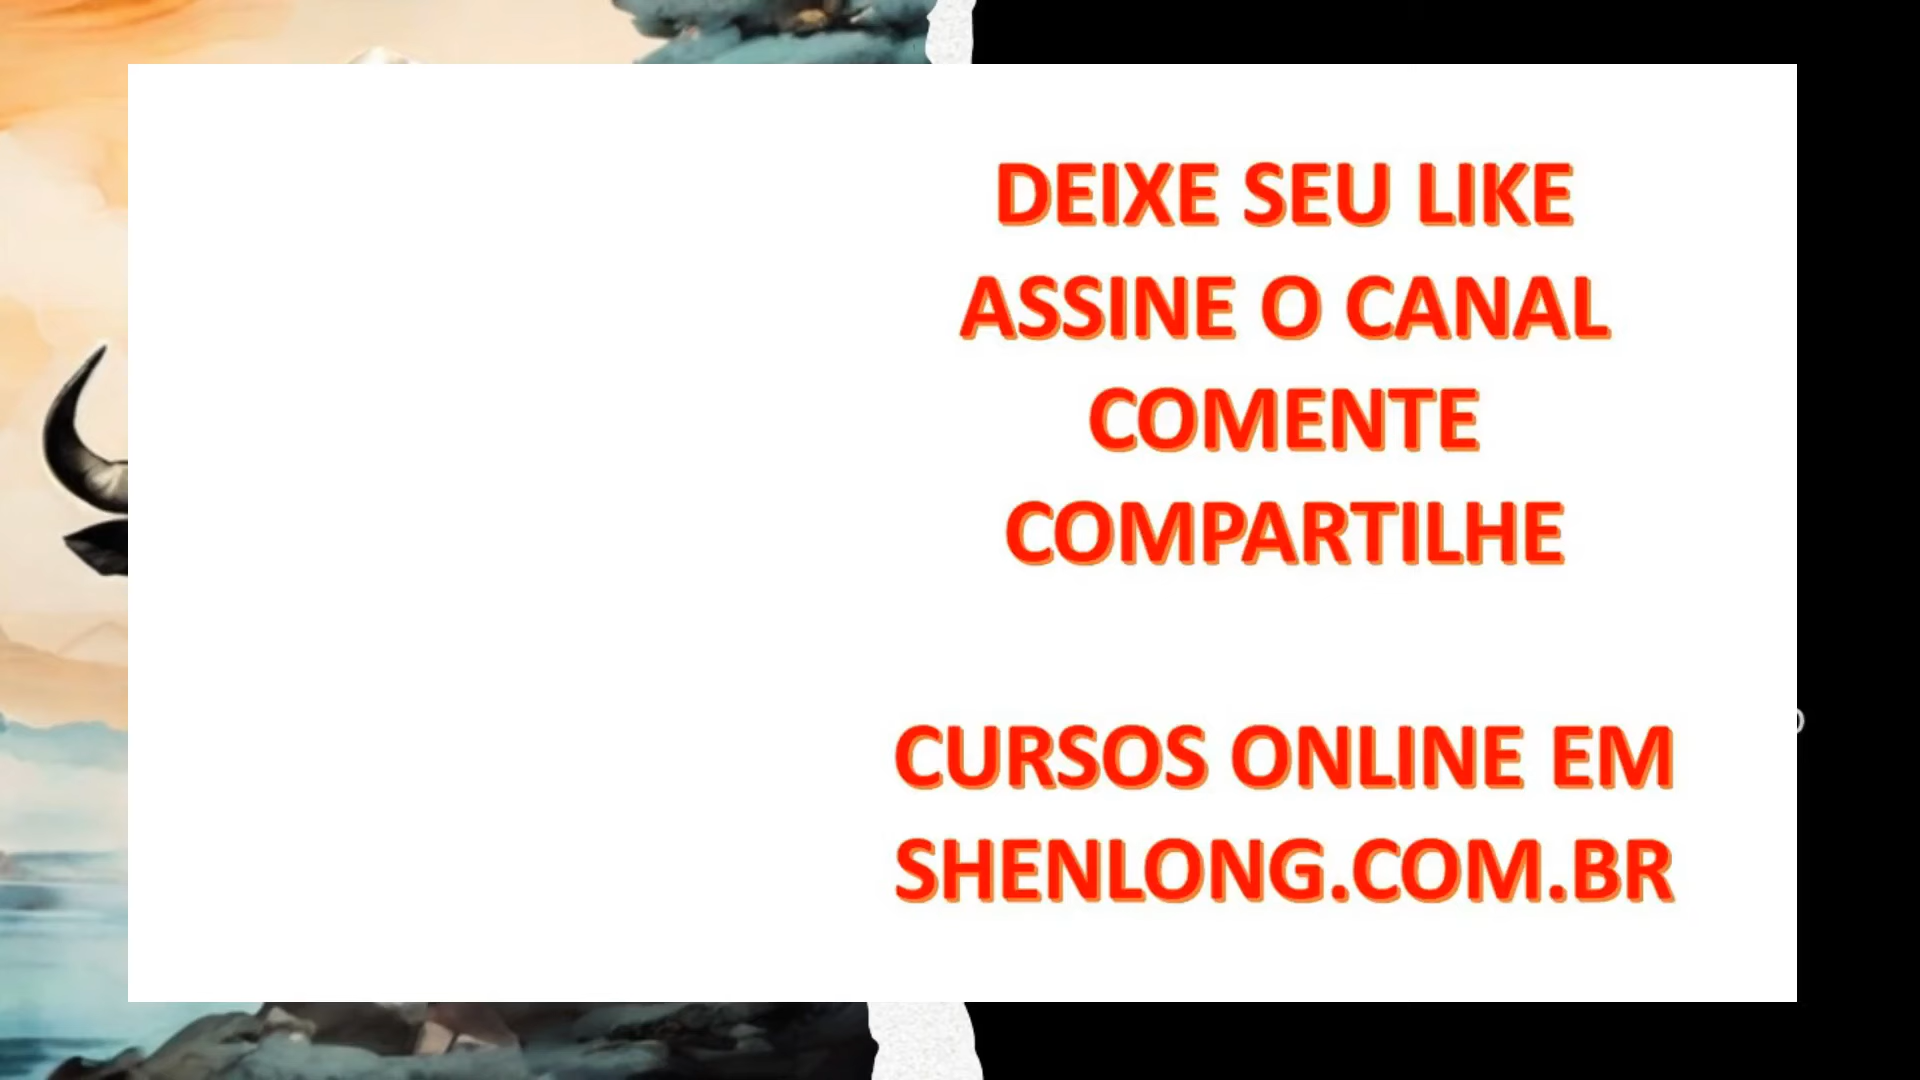 DEIXE SEU LIKE
ASSINE O CANAL
COMENTE
COMPARTILHE
CURSOS ONLINE EM
SHENLONG.COM.BR